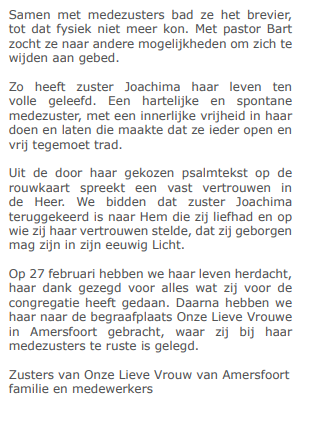 Samen met medezusters bad ze het brevier,
tot dat fysiek niet meer kon. Met pastor Bart
zocht ze naar andere mogelijkheden om zich te
wijden aan gebed.

Zo heeft zuster Joachima haar leven ten
volle geleefd. Een hartelijke en spontane
medezuster, met een innerlijke vrijheid in haar
doen en laten die maakte dat ze ieder open en
vrij tegemoet trad.

Uit de door haar gekozen psalmtekst op de
rouwkaart spreekt een vast vertrouwen in
de Heer. We bidden dat zuster Joachima
teruggekeerd is naar Hem die zij liefhad en op
wie zij haar vertrouwen stelde, dat zij geborgen
mag zijn in zijn eeuwig Licht.

Op 27 februari hebben we haar leven herdacht,
haar dank gezegd voor alles wat zij voor de
congregatie heeft gedaan. Daarna hebben we
haar naar de begraafplaats Onze Lieve Vrouwe
in Amersfoort gebracht, waar zij bij haar
medezusters te ruste is gelegd.

Zusters van Onze Lieve Vrouw van Amersfoort
familie en medewerkers